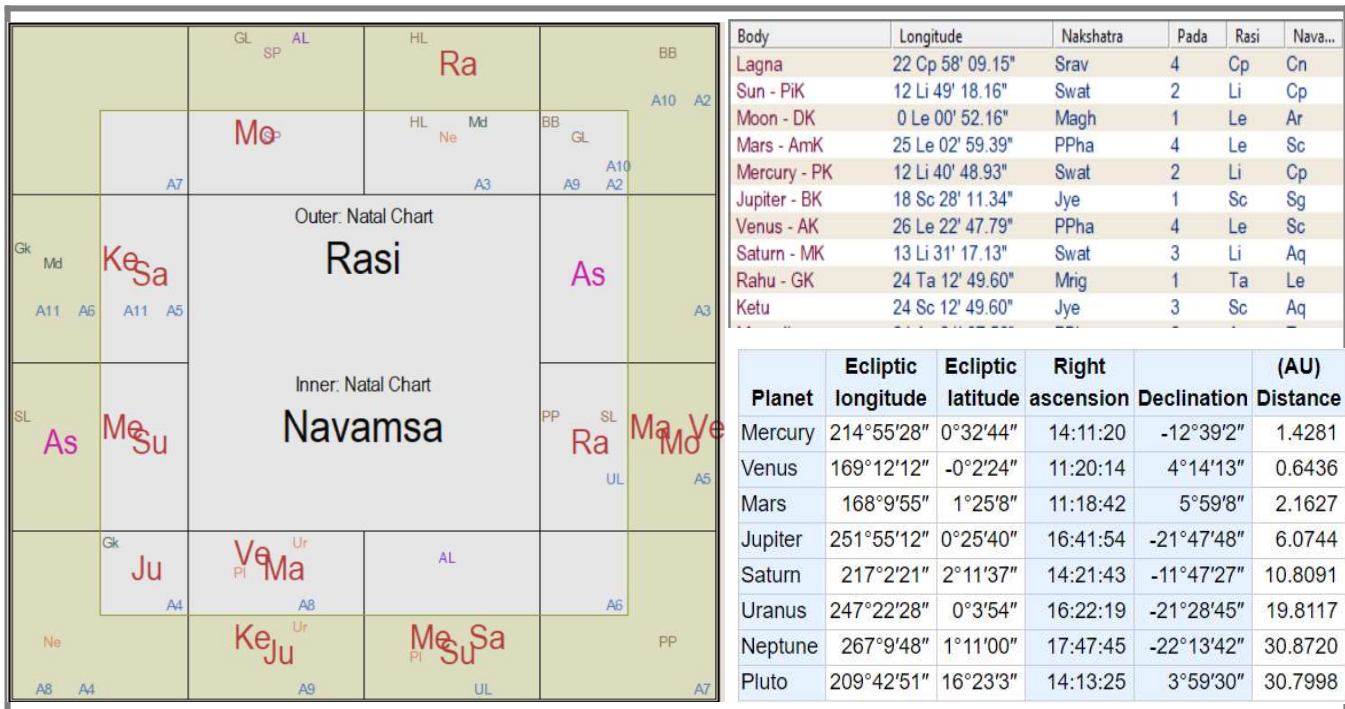 GL AL
SP
HL
Ra
BB
A10 A2
Mo
SP
HL Md
Ne
BB
GL
A7
A3
A10
A9 A2
Outer: Natal Chart
Rasi
Gk
Md
Ke
Sa
As
A11 A6 A11 A5
A3
Inner: Natal Chart
Navamsa
SL
As
Me
Su
PP SL
Ra
Ma Ve
Mo
UL
A5
Gk
Ju
Ve Ur
Pl Ma
AL
A4
A8
A6
Ne
Ke Ur
Ju
Me Sa
Pl Su
PP
A8 A4
A9
UL
A7
Body Longitude Nakshatra Pada Rasi Nava...
Lagna 22 Cp 58' 09.15" Srav 4 Cp Cn
Sun - PiK 12 Li 49' 18.16" Swat 2 Li Cp
Moon - DK 0 Le 00' 52.16" Magh 1 Le Ar
Mars - AmK 25 Le 02' 59.39" PPha 4 Le Sc
Mercury - PK 12 Li 40' 48.93" Swat 2 Li Cp
Jupiter - BK 18 Sc 28' 11.34" Jye 1 Sc Sg
Venus - AK 26 Le 22' 47.79" PPha 4 Le Sc
Saturn - MK 13 Li 31' 17.13" Swat 3 Li Aq
Rahu - GK 24 Ta 12' 49.60" Mrig 1 Ta Le
Ketu 24 Sc 12' 49.60" Jye 3 Sc Aq
Planet Ecliptic longitude Ecliptic latitude Right ascension Declination (AU) Distance
Mercury 214°55′28″ 0°32′44″ 14:11:20 -12°39′2″ 1.4281
Venus 169°12′12″ -0°2′24″ 11:20:14 4°14′13″ 0.6436
Mars 168°9′55″ 1°25′8″ 11:18:42 5°59′8″ 2.1627
Jupiter 251°55′12″ 0°25′40″ 16:41:54 -21°47′48″ 6.0744
Saturn 217°2′21″ 2°11′37″ 14:21:43 -11°47′27″ 10.8091
Uranus 247°22′28″ 0°3′54″ 16:22:19 -21°28′45″ 19.8117
Neptune 267°9′48″ 1°11′00″ 17:47:45 -22°13′42″ 30.8720
Pluto 209°42′51″ 16°23′3″ 14:13:25 3°59′30″ 30.7998